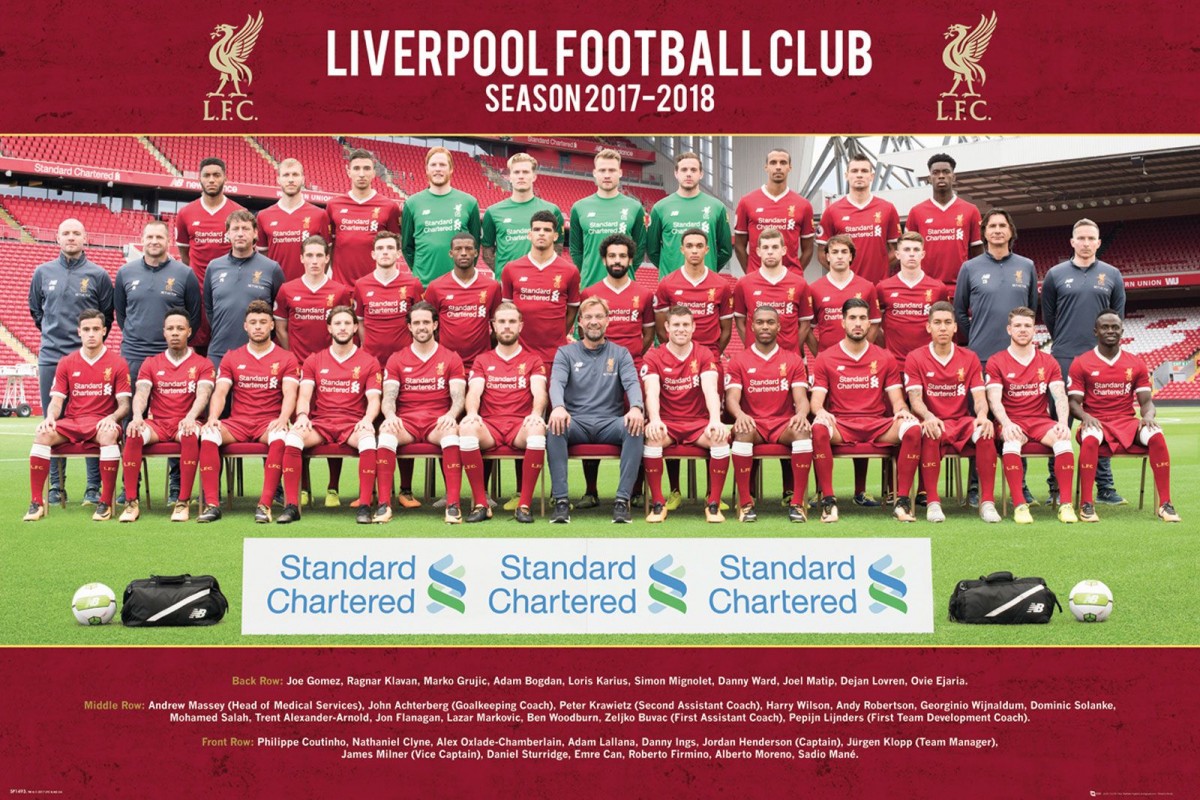 L.F.C.
LIVERPOOL FOOTBALL CLUB
SEASON 2017-2018
L.F.C.
Standard Chartered
Standard
Chartered
Standard
Chartered
Standard
Chartered
NB
NB
Back Row: Joe Gomez, Ragnar Klavan, Marko Grujic, Adam Bogdan, Loris Karius, Simon Mignolet, Danny Ward, Joel Matip, Dejan Lovren, Ovie Ejaria.
Middle Row: Andrew Massey (Head of Medical Services), John Achterberg (Goalkeeping Coach), Peter Krawietz (Second Assistant Coach), Harry Wilson, Andy Robertson, Georginio Wijnaldum, Dominic Solanke,
Mohamed Salah, Trent Alexander-Arnold, Jon Flanagan, Lazar Markovic, Ben Woodburn, Zeljko Buvac (First Assistant Coach), Pepijn Lijnders (First Team Development Coach).
Front Row: Philippe Coutinho, Nathaniel Clyne, Alex Oxlade-Chamberlain, Adam Lallana, Danny Ings, Jordan Henderson (Captain), Jürgen Klopp (Team Manager),
James Milner (Vice Captain), Daniel Sturridge, Emre Can, Roberto Firmino, Alberto Moreno, Sadio Mané.